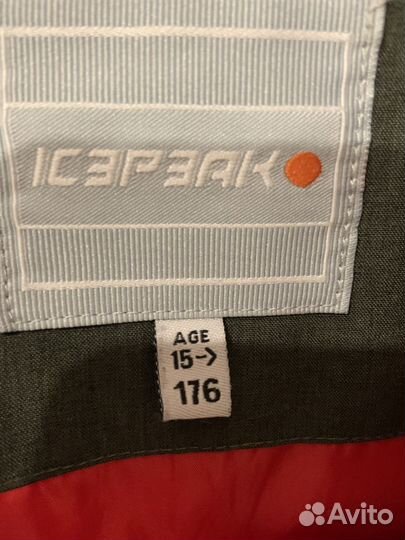 ICEPEAK
AGE
15->
176
Avito